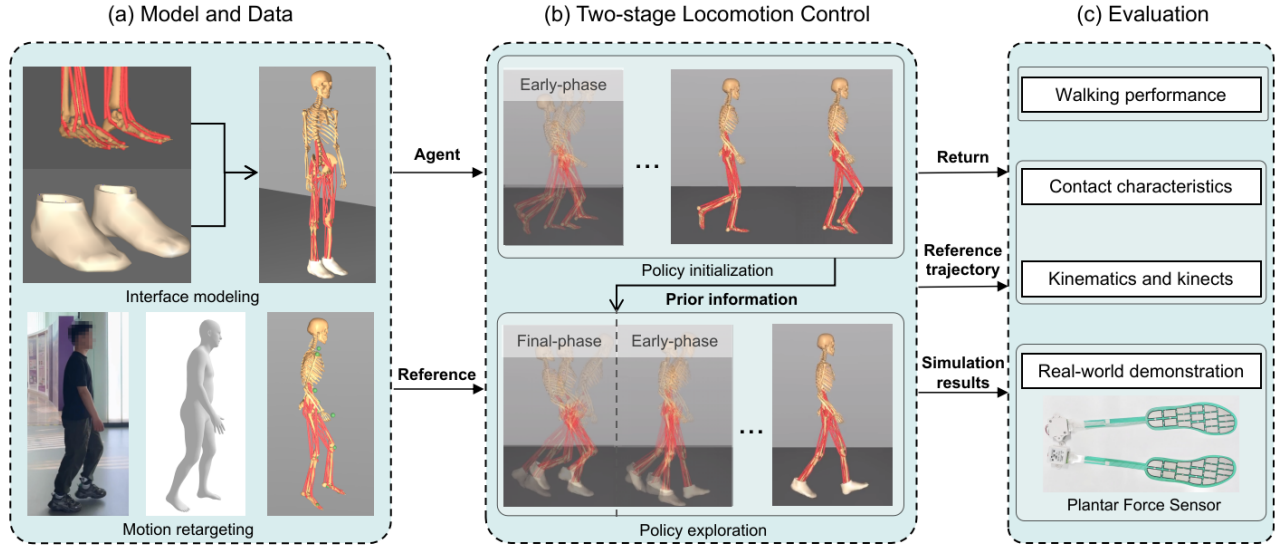 (a) Model and Data
(b) Two-stage Locomotion Control
(c) Evaluation
Interface modeling
Motion retargeting
Agent
Reference
Early-phase
...
Policy initialization
Prior information
Final-phase
Early-phase
...
Policy exploration
Return
Reference
trajectory
Simulation
results
Walking performance
Contact characteristics
Kinematics and kinects
Real-world demonstration
Plantar Force Sensor